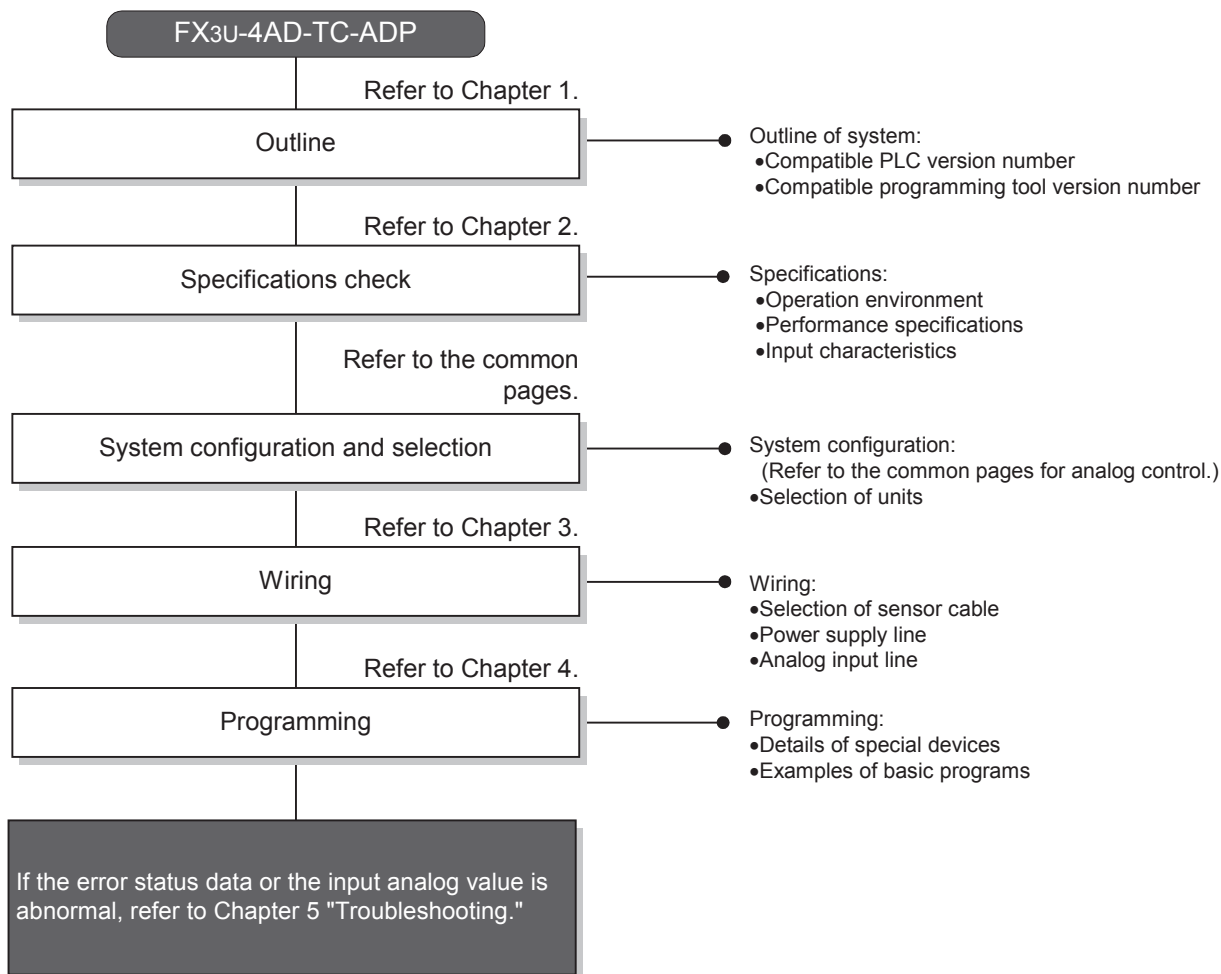 FX3U-4AD-TC-ADP
Refer to Chapter 1.
Outline
Outline of system:
•Compatible PLC version number
•Compatible programming tool version number
Refer to Chapter 2.
Specifications check
Specifications:
•Operation environment
•Performance specifications
•Input characteristics
Refer to the common
pages.
System configuration and selection
System configuration:
(Refer to the common pages for analog control.)
•Selection of units
Refer to Chapter 3.
Wiring
Wiring:
•Selection of sensor cable
•Power supply line
•Analog input line
Refer to Chapter 4.
Programming
Programming:
•Details of special devices
•Examples of basic programs
If the error status data or the input analog value is
abnormal, refer to Chapter 5 "Troubleshooting."